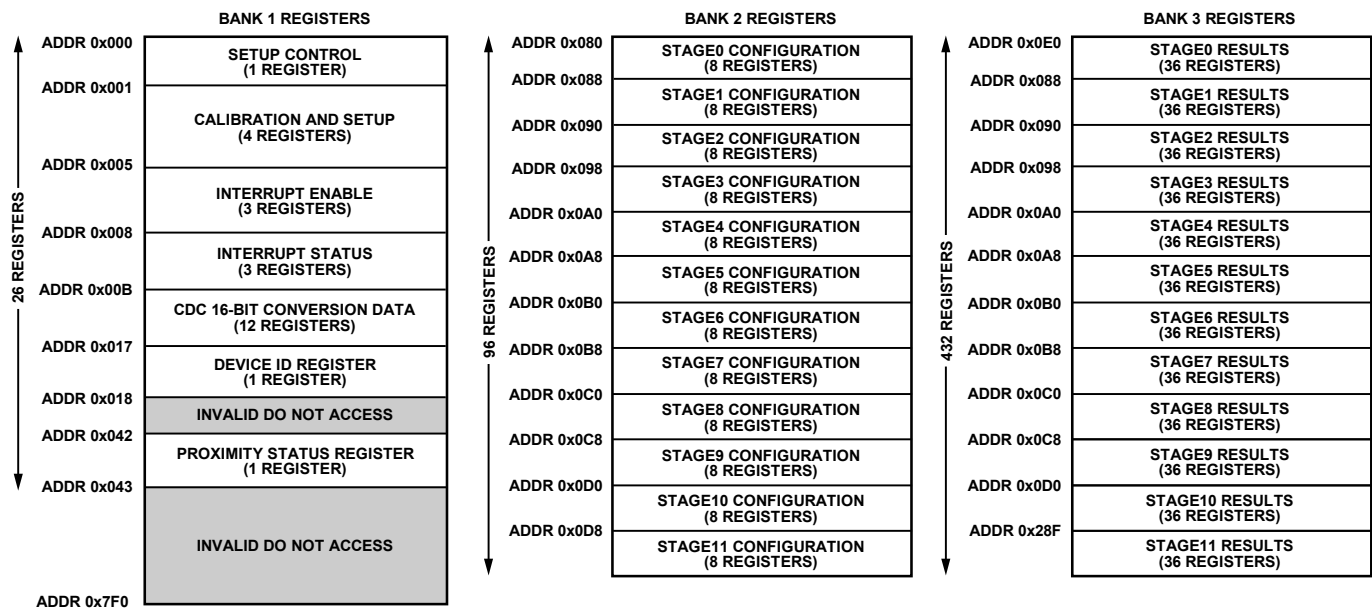 BANK 1 REGISTERS
26 REGISTERS
ADDR 0x000
SETUP CONTROL
(1 REGISTER)
ADDR 0x001
CALIBRATION AND SETUP
(4 REGISTERS)
ADDR 0x005
INTERRUPT ENABLE
(3 REGISTERS)
ADDR 0x008
INTERRUPT STATUS
(3 REGISTERS)
ADDR 0x00B
CDC 16-BIT CONVERSION DATA
(12 REGISTERS)
ADDR 0x017
DEVICE ID REGISTER
(1 REGISTER)
ADDR 0x018
INVALID DO NOT ACCESS
ADDR 0x042
PROXIMITY STATUS REGISTER
(1 REGISTER)
ADDR 0x043
INVALID DO NOT ACCESS
ADDR 0x7F0
BANK 2 REGISTERS
96 REGISTERS
ADDR 0x080
STAGE0 CONFIGURATION
(8 REGISTERS)
ADDR 0x088
STAGE1 CONFIGURATION
(8 REGISTERS)
ADDR 0x090
STAGE2 CONFIGURATION
(8 REGISTERS)
ADDR 0x098
STAGE3 CONFIGURATION
(8 REGISTERS)
ADDR 0x0A0
STAGE4 CONFIGURATION
(8 REGISTERS)
ADDR 0x0A8
STAGE5 CONFIGURATION
(8 REGISTERS)
ADDR 0x0B0
STAGE6 CONFIGURATION
(8 REGISTERS)
ADDR 0x0B8
STAGE7 CONFIGURATION
(8 REGISTERS)
ADDR 0x0C0
STAGE8 CONFIGURATION
(8 REGISTERS)
ADDR 0x0C8
STAGE9 CONFIGURATION
(8 REGISTERS)
ADDR 0x0D0
STAGE10 CONFIGURATION
(8 REGISTERS)
ADDR 0x0D8
STAGE11 CONFIGURATION
(8 REGISTERS)
BANK 3 REGISTERS
432 REGISTERS
ADDR 0x0E0
STAGE0 RESULTS
(36 REGISTERS)
ADDR 0x088
STAGE1 RESULTS
(36 REGISTERS)
ADDR 0x090
STAGE2 RESULTS
(36 REGISTERS)
ADDR 0x098
STAGE3 RESULTS
(36 REGISTERS)
ADDR 0x0A0
STAGE4 RESULTS
(36 REGISTERS)
ADDR 0x0A8
STAGE5 RESULTS
(36 REGISTERS)
ADDR 0x0B0
STAGE6 RESULTS
(36 REGISTERS)
ADDR 0x0B8
STAGE7 RESULTS
(36 REGISTERS)
ADDR 0x0C0
STAGE8 RESULTS
(36 REGISTERS)
ADDR 0x0C8
STAGE9 RESULTS
(36 REGISTERS)
ADDR 0x0D0
STAGE10 RESULTS
(36 REGISTERS)
ADDR 0x28F
STAGE11 RESULTS
(36 REGISTERS)